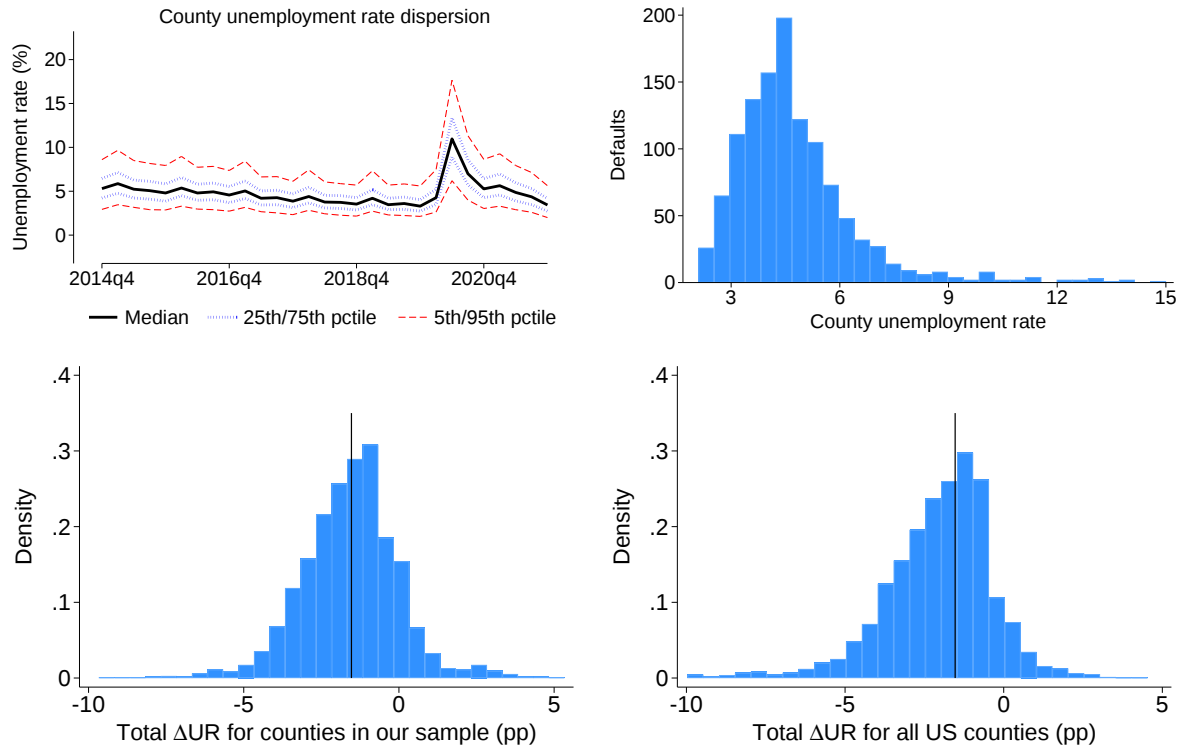 County unemployment rate dispersion
Unemployment rate (%)
20
15
10
5
0
2014q4 2016q4 2018q4 2020q4
Median 25th/75th pctile 5th/95th pctile
Defaults
200
150
100
50
0
3 6 9 12 15
County unemployment rate
Density
.4
.3
.2
.1
0
-10 -5 0 5
Total ΔUR for counties in our sample (pp)
Density
.4
.3
.2
.1
0
-10 -5 0 5
Total ΔUR for all US counties (pp)